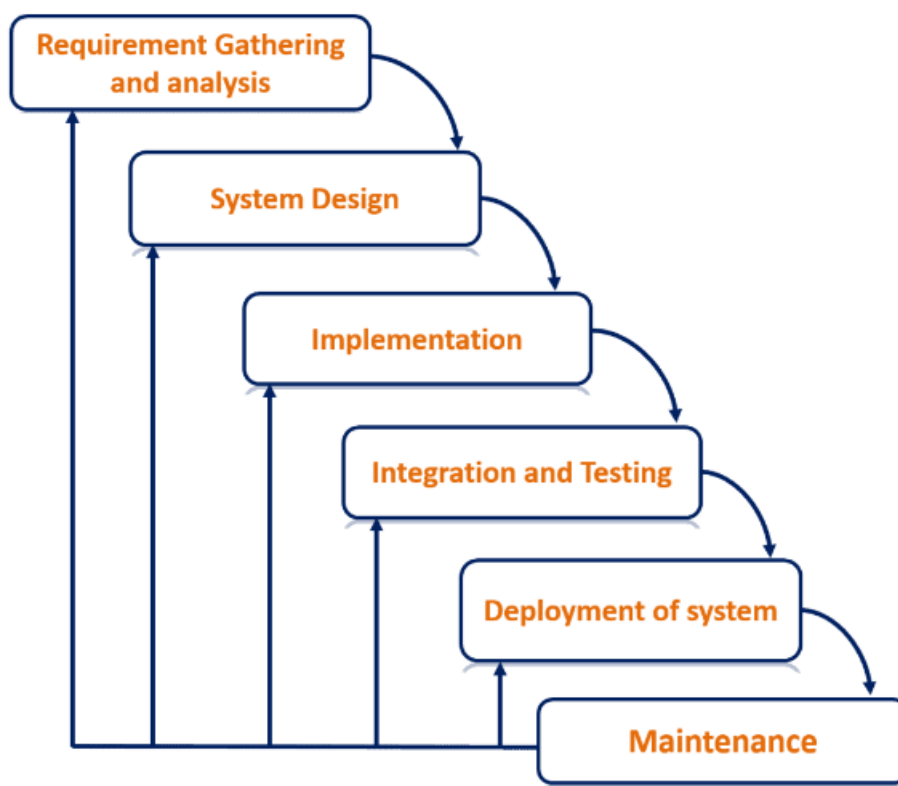 Requirement Gathering
and analysis
System Design
Implementation
Integration and Testing
Deployment of system
Maintenance